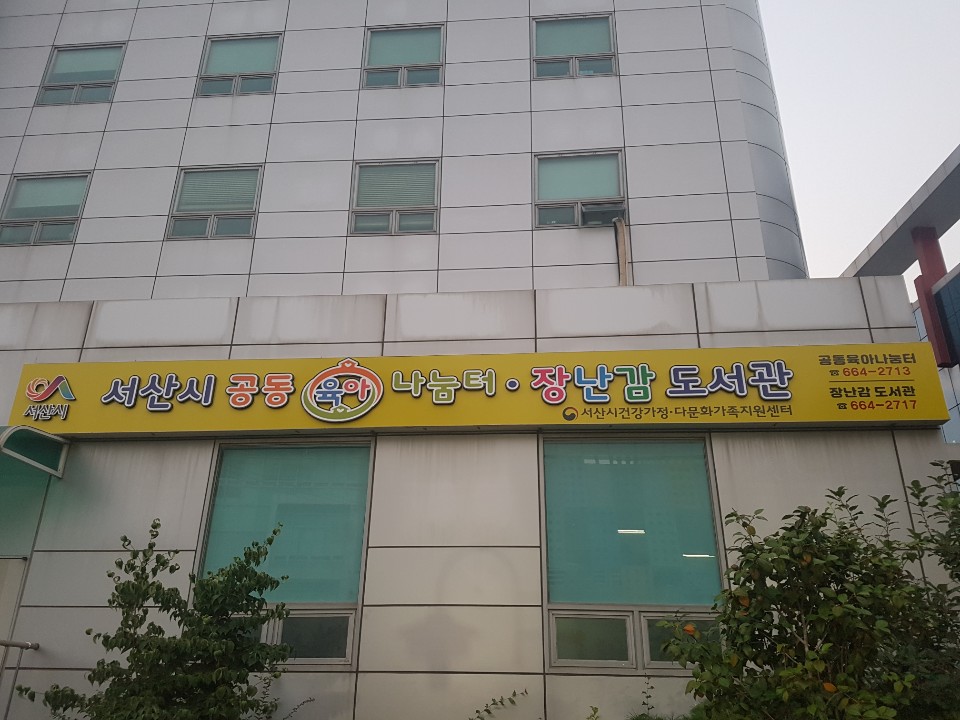 서산시
서산시 공동 육아 나눔터 · 장난감 도서관
서산시건강가정·다문화가족지원센터
공동육아나눔터
☎ 664-2713
장난감 도서관
☎ 664-2717